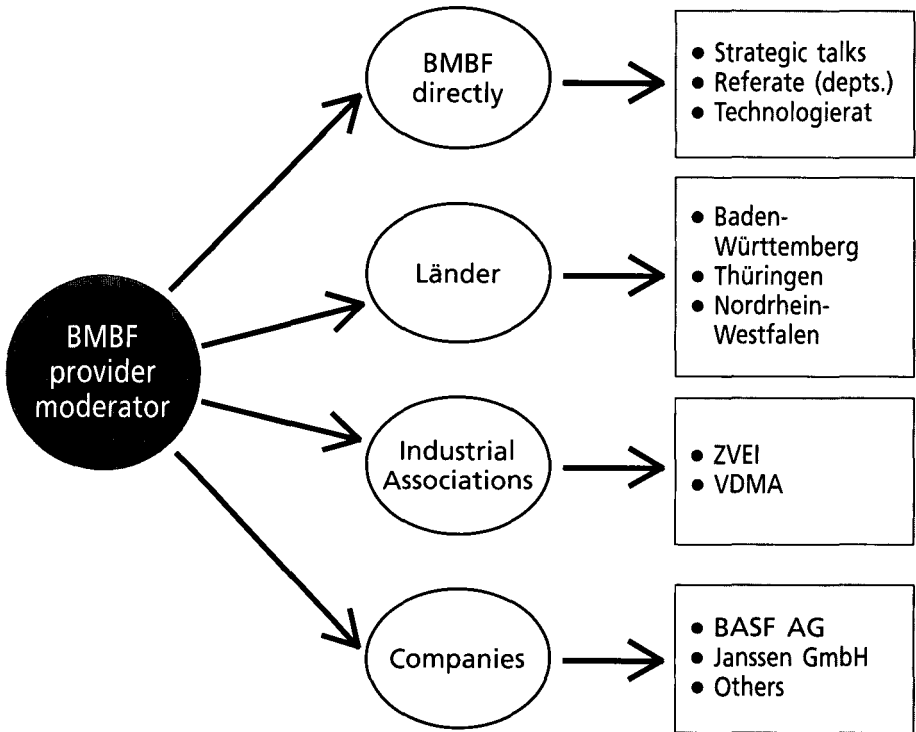 BMBF
provider
moderator
BMBF
directly
• Strategic talks
• Referate (depts.)
• Technologierat
Länder
• Baden-
Württemberg
• Thüringen
• Nordrhein-
Westfalen
Industrial
Associations
• ZVEI
• VDMA
Companies
• BASF AG
• Janssen GmbH
• Others